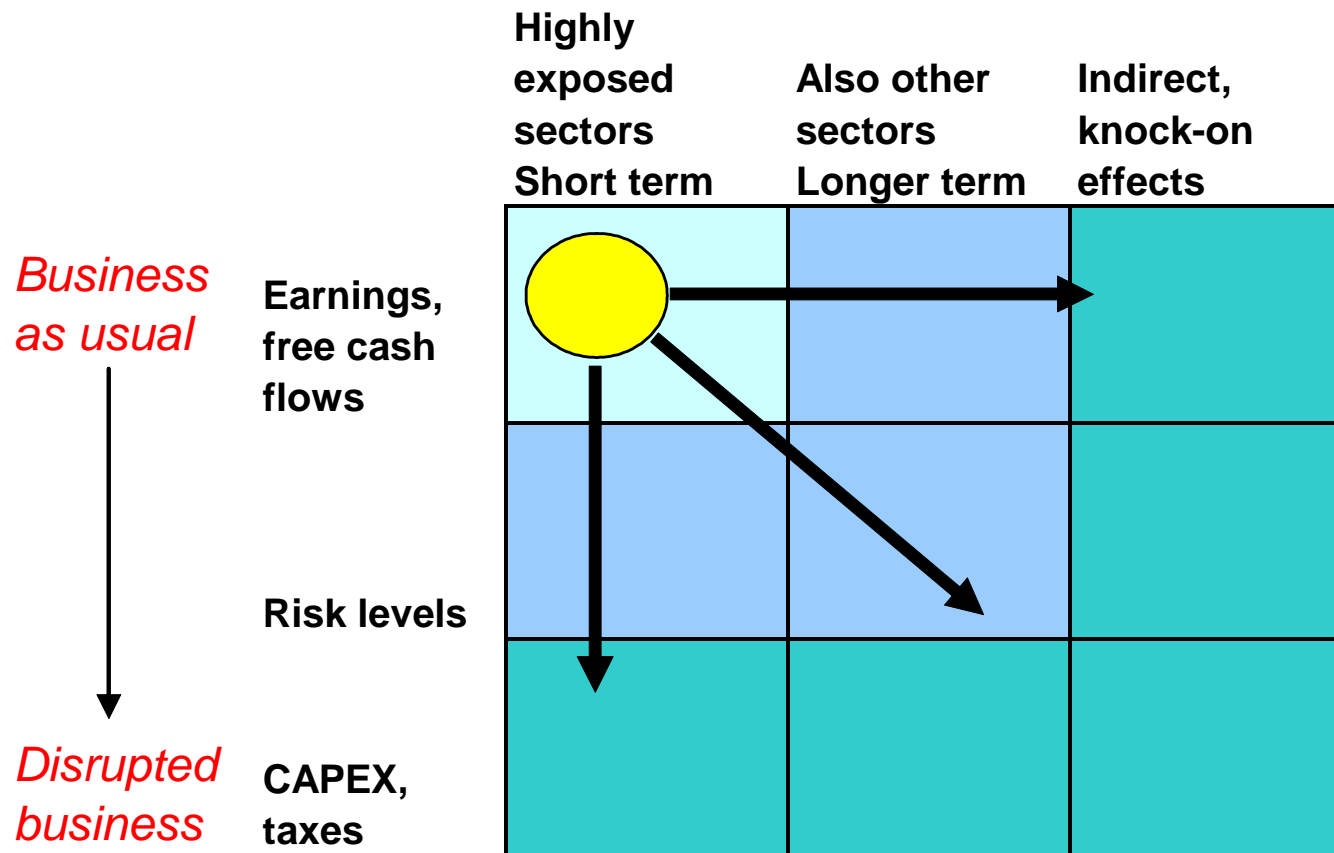 Highly
exposed
sectors
Short term
Also other
sectors
Longer term
Indirect,
knock-on
effects
Business
as usual
Earnings,
free cash
flows
Risk levels
Disrupted
business
CAPEX,
taxes